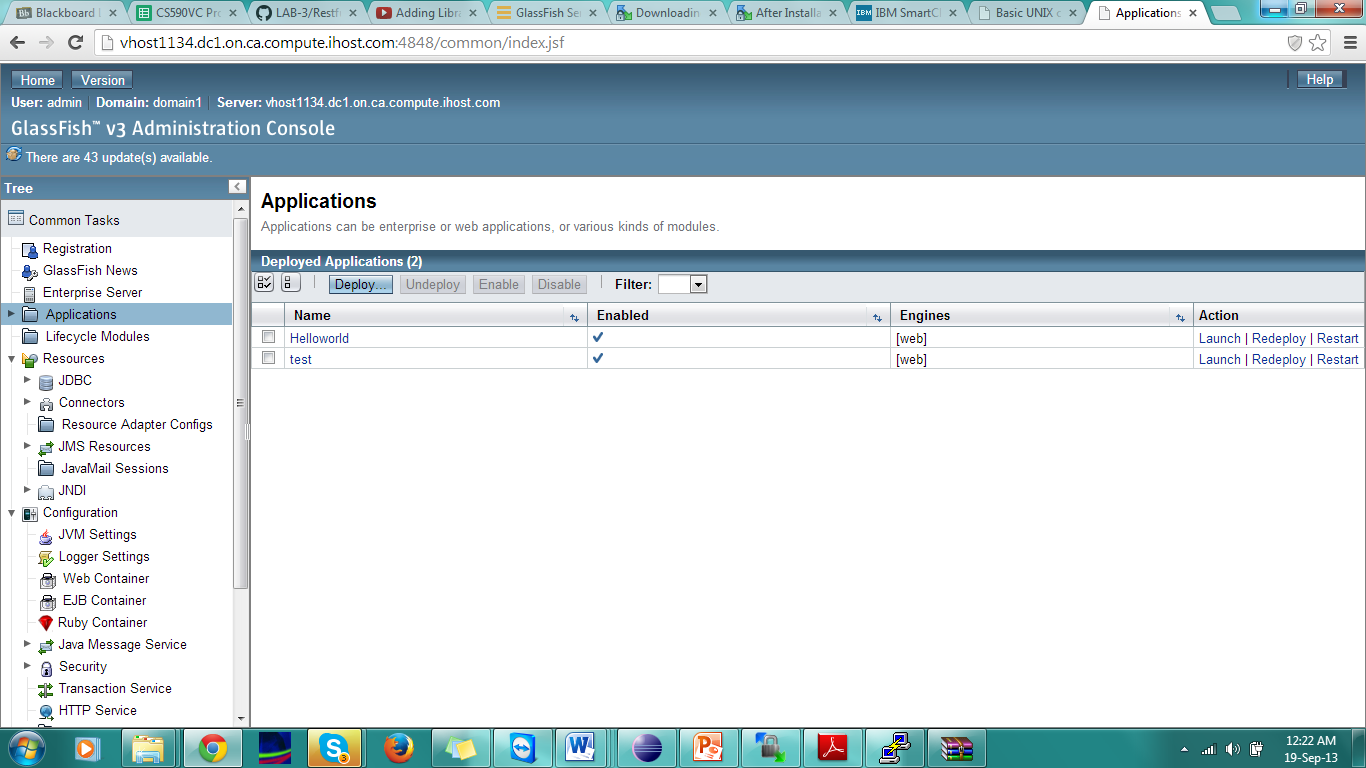 Blackboard L
CS590VC Pro
LAB-3/Restfu
Adding Libra
GlassFish Se
Downloadin
After Installa
IBM SmartCl
Basic UNIX c
Applications
vhost1134.dc1.on.ca.compute.ihost.com:4848/common/index.jsf
Home Version Help
User: admin Domain: domain1 Server: vhost1134.dc1.on.ca.compute.ihost.com
GlassFish™ v3 Administration Console
There are 43 update(s) available.
Tree
Common Tasks
Registration
GlassFish News
Enterprise Server
Applications
Lifecycle Modules
Resources
JDBC
Connectors
Resource Adapter Configs
JMS Resources
JavaMail Sessions
JNDI
Configuration
JVM Settings
Logger Settings
Web Container
EJB Container
Ruby Container
Java Message Service
Security
Transaction Service
HTTP Service
Applications
Applications can be enterprise or web applications, or various kinds of modules.
Deployed Applications (2)
Deploy... Undeploy Enable Disable Filter:
Name Enabled Engines Action
Helloworld [web] Launch | Redeploy | Restart
test [web] Launch | Redeploy | Restart
12:22 AM
19-Sep-13